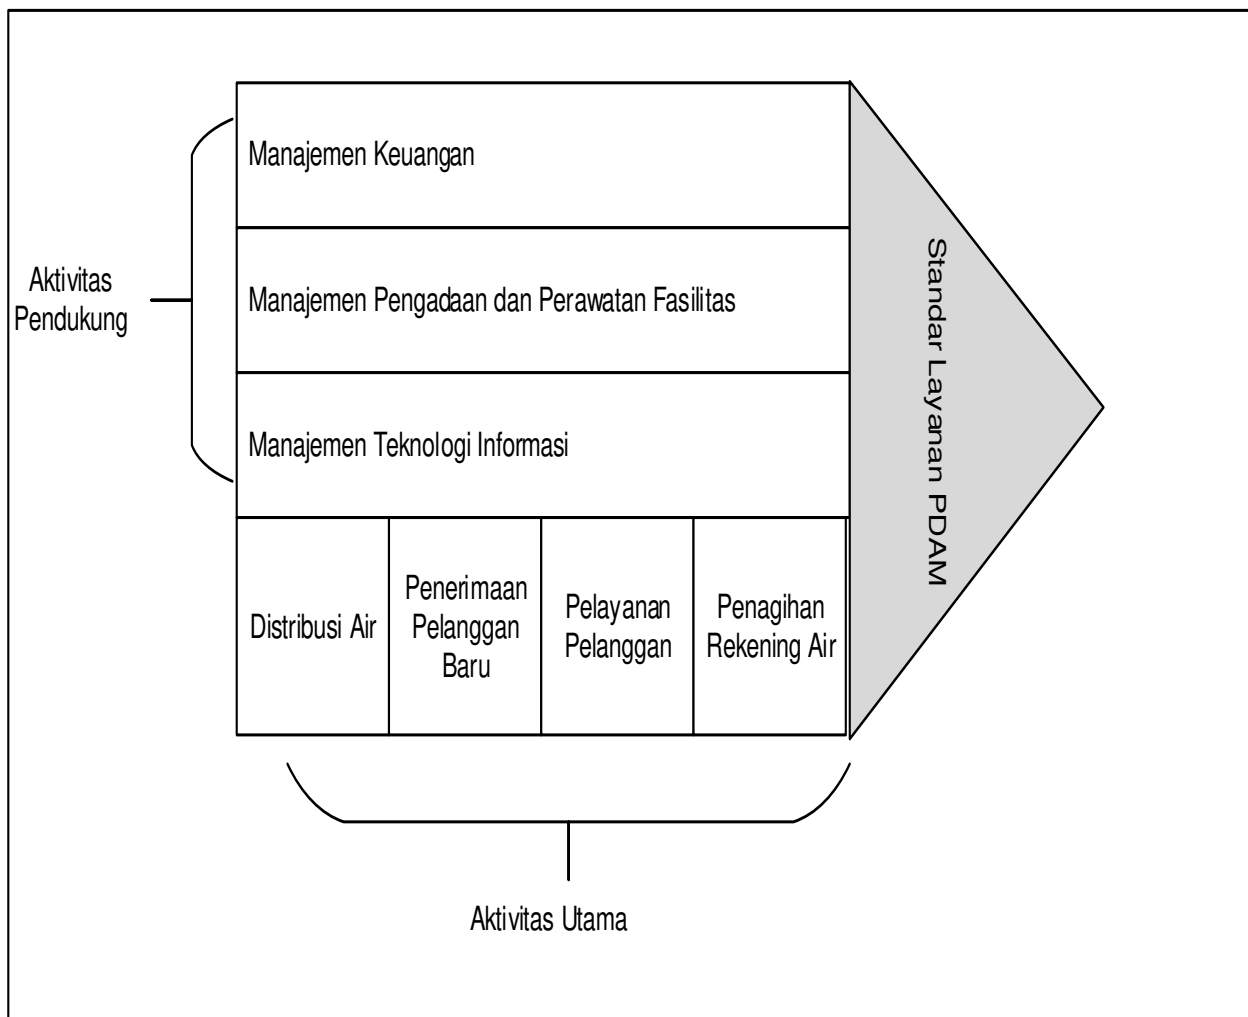 Manajemen Keuangan
Aktivitas
Pendukung
Manajemen Pengadaan dan Perawatan Fasilitas
Manajemen Teknologi Informasi
Distribusi Air
Penerimaan
Pelanggan
Baru
Pelayanan
Pelanggan
Penagihan
Rekening Air
Standar Layanan PDAM
Aktivitas Utama